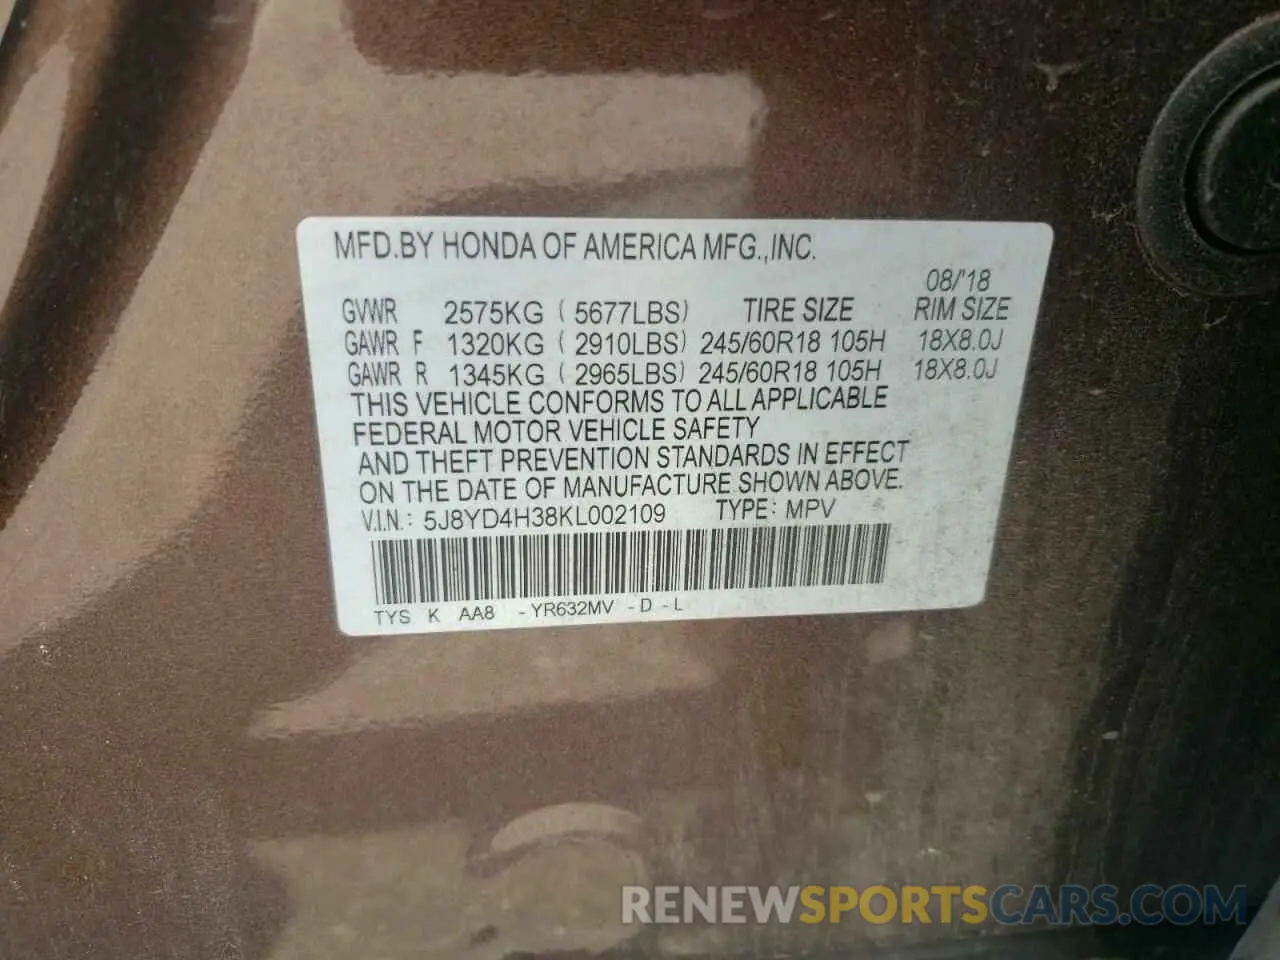 MFD.BY HONDA OF AMERICA MFG.,INC.
08/'18
GVWR 2575KG ( 5677LBS) TIRE SIZE RIM SIZE
GAWR F 1320KG ( 2910LBS) 245/60R18 105H 18X8.0J
GAWR R 1345KG ( 2965LBS) 245/60R18 105H 18X8.0J
THIS VEHICLE CONFORMS TO ALL APPLICABLE
FEDERAL MOTOR VEHICLE SAFETY
AND THEFT PREVENTION STANDARDS IN EFFECT
ON THE DATE OF MANUFACTURE SHOWN ABOVE.
V.I.N.: 5J8YD4H38KL002109 TYPE: MPV
TYS K AA8 - YR632MV - D - L
RENEWSPORTSCARS.COM